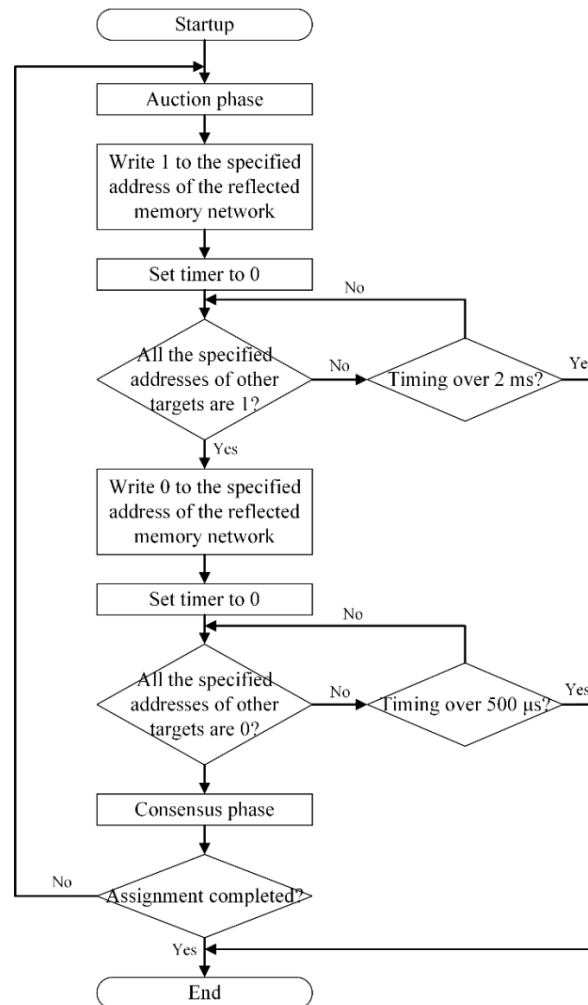 Startup
Auction phase
Write 1 to the specified
address of the reflected
memory network
Set timer to 0
No
All the specified
addresses of other
targets are 1?
No
Timing over 2 ms?
Ye
Yes
Write 0 to the specified
address of the reflected
memory network
Set timer to 0
No
All the specified
addresses of other
targets are 0?
No
Timing over 500 μs?
Yes
Consensus phase
No
Assignment completed?
Yes
End